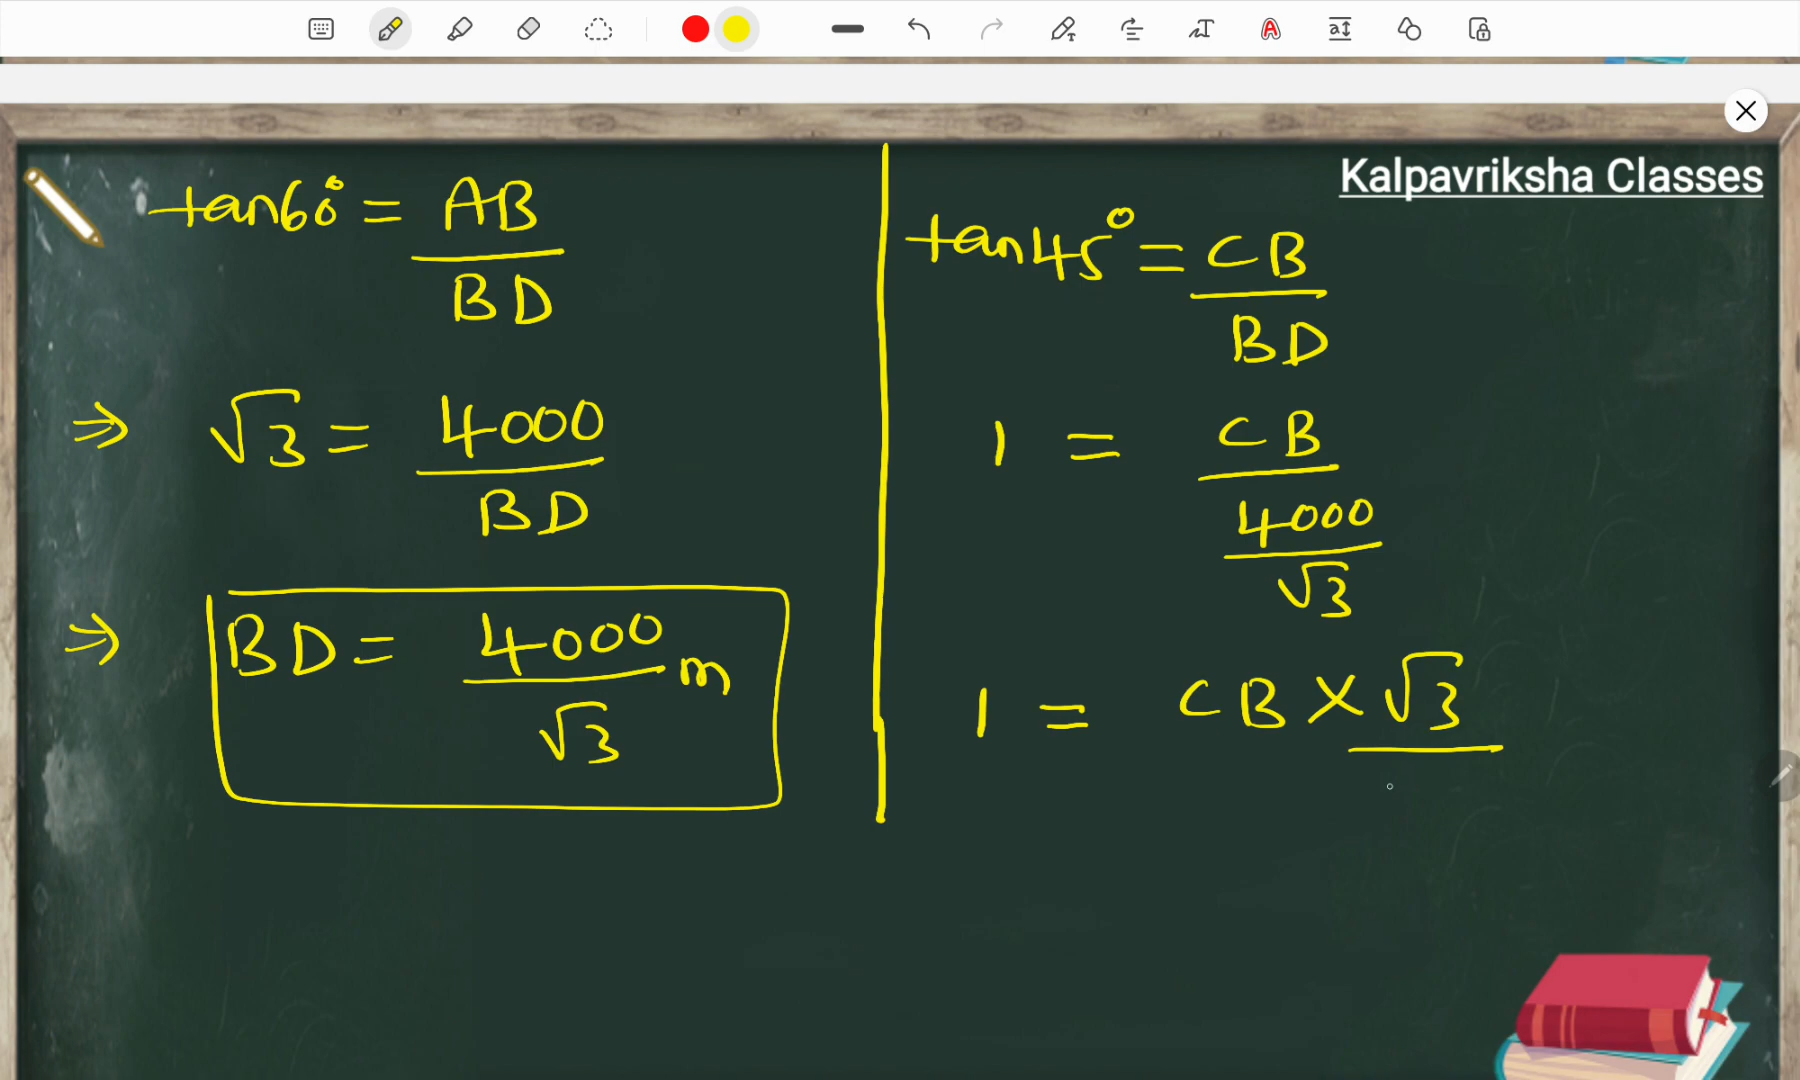 Kalpavriksha Classes
tan60° = AB/BD
⇒ √3 = 4000/BD
⇒ BD = 4000/√3 m
tan45° = CB/BD
1 = CB/(4000/√3)
1 = CB × √3